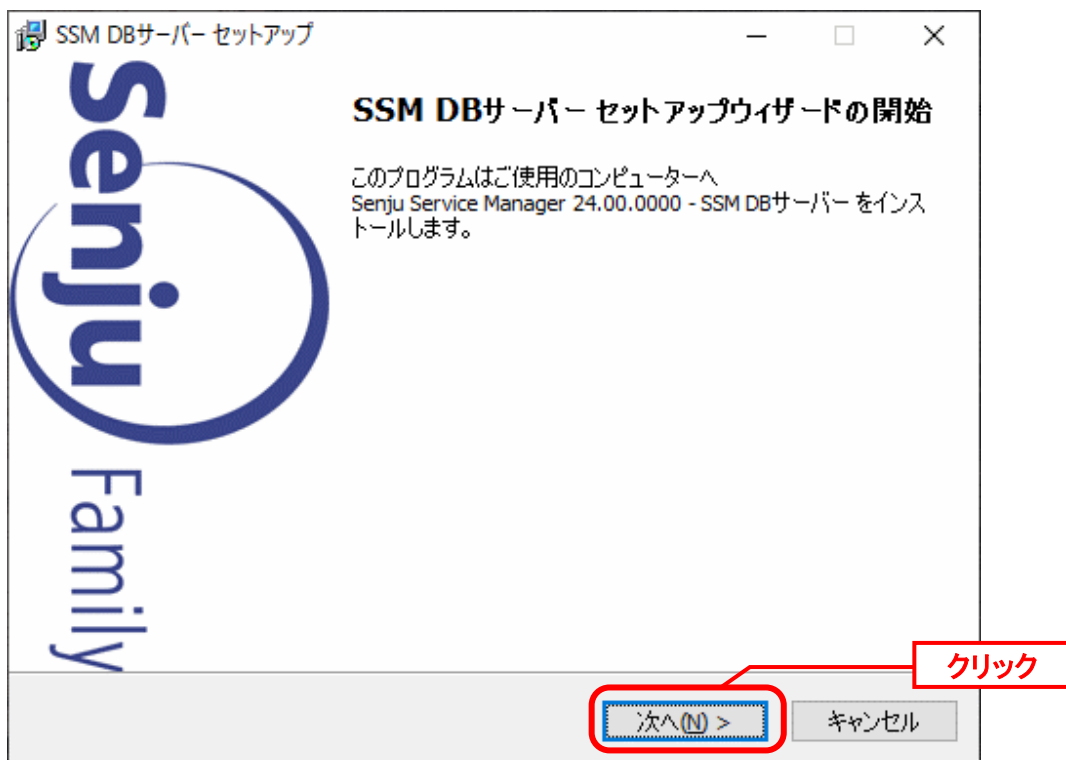 SSM DBサーバー セットアップ
Senju Family
SSM DBサーバー セットアップウィザードの開始
このプログラムはご使用のコンピューターへ
Senju Service Manager 24.00.0000 - SSM DBサーバー をインス
トールします。
クリック
次へ(N) >
キャンセル